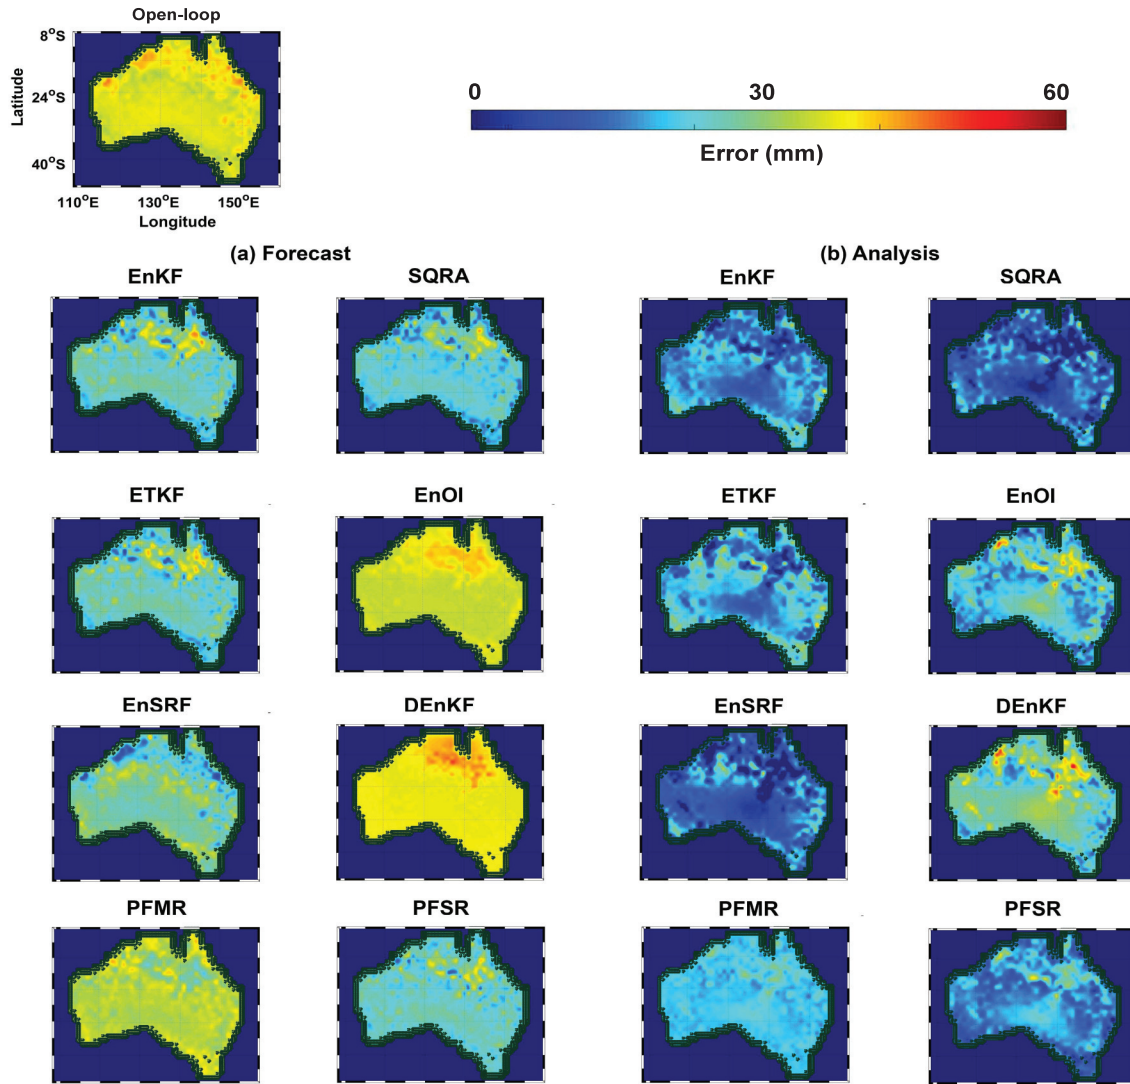 Open-loop
8°S
24°S
40°S
Latitude
110°E 130°E 150°E
Longitude
0 30 60
Error (mm)
(a) Forecast (b) Analysis
EnKF SQRA EnKF SQRA
ETKF EnOI ETKF EnOI
EnSRF DEnKF EnSRF DEnKF
PFMR PFSR PFMR PFSR